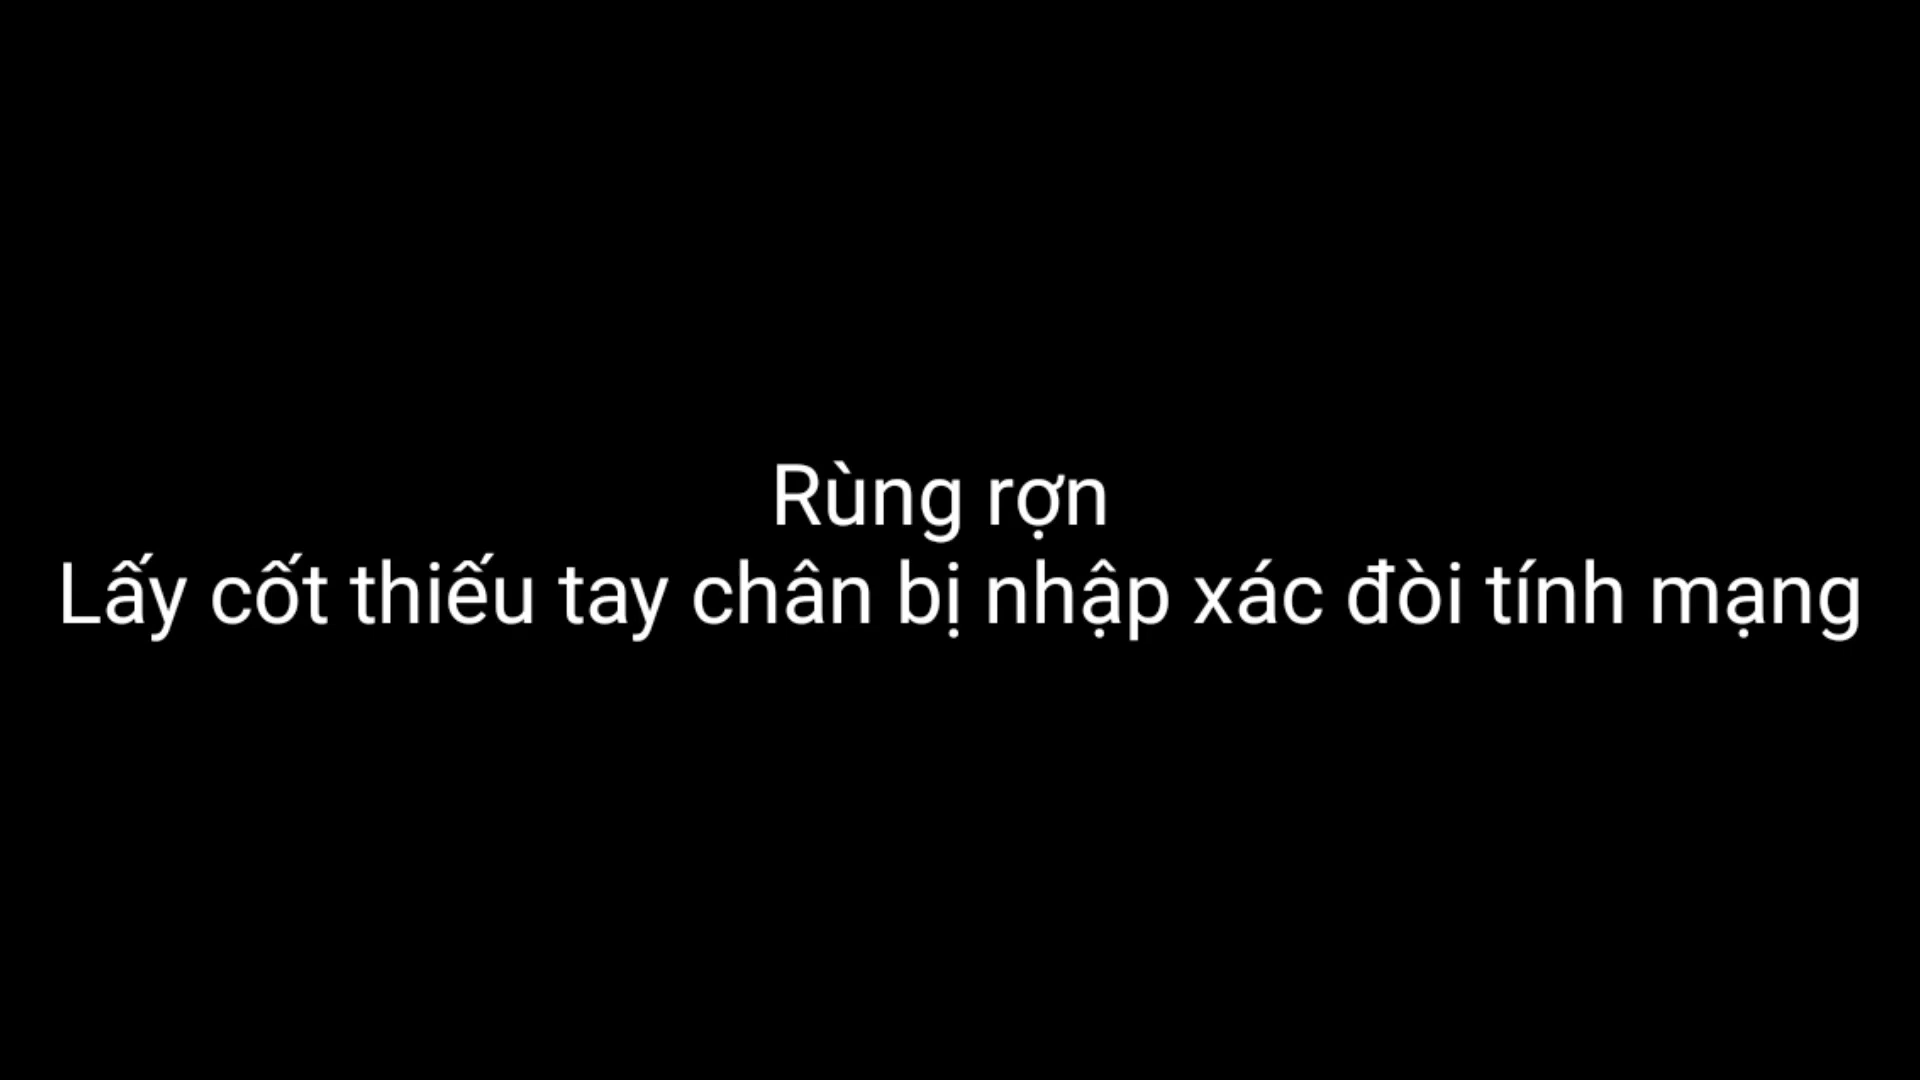 Rùng rợn
Lấy cốt thiếu tay chân bị nhập xác đòi tính mạng